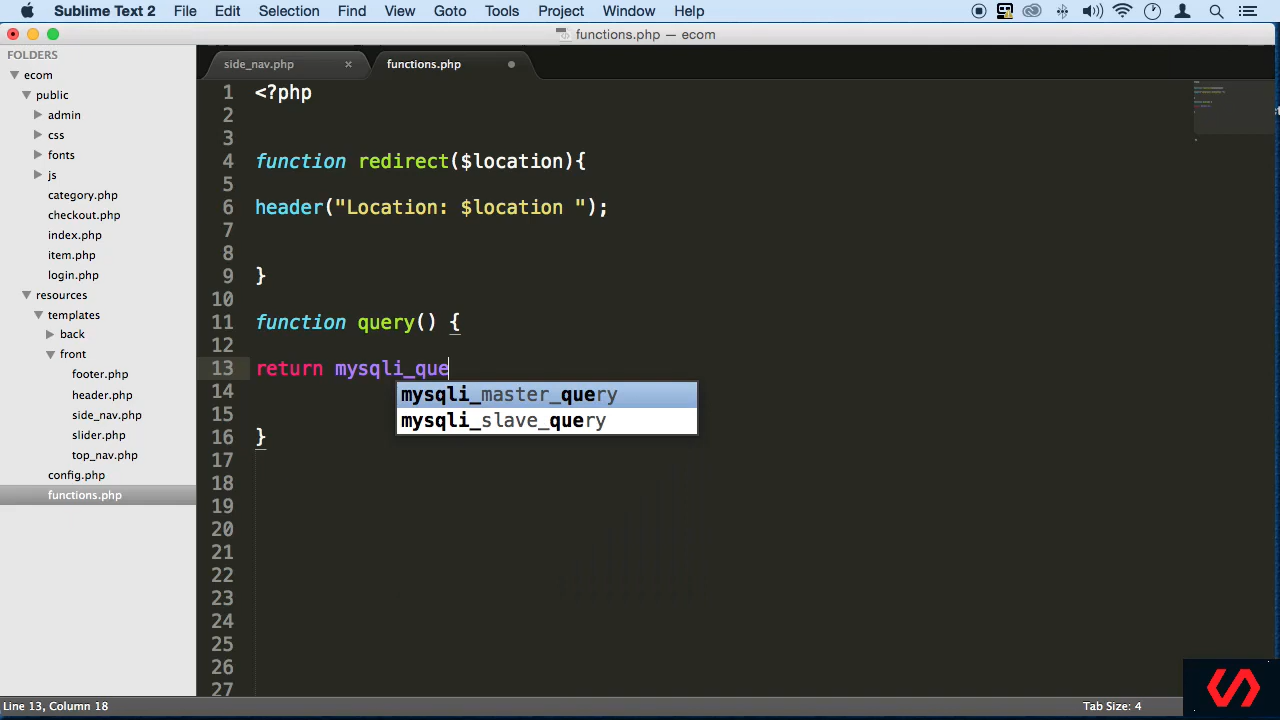 Sublime Text 2 File Edit Selection Find View Goto Tools Project Window Help
functions.php — ecom
FOLDERS
ecom
public
admin
css
fonts
js
category.php
checkout.php
index.php
item.php
login.php
resources
templates
back
front
footer.php
header.php
side_nav.php
slider.php
top_nav.php
config.php
functions.php
side_nav.php × functions.php
1 <?php
2
3
4 function redirect($location){
5
6 header("Location: $location ");
7
8
9 }
10
11 function query() {
12
13 return mysqli_que
mysqli_master_query
mysqli_slave_query
14
15
16 }
17
18
19
20
21
22
23
24
25
26
27
Line 13, Column 18 Tab Size: 4